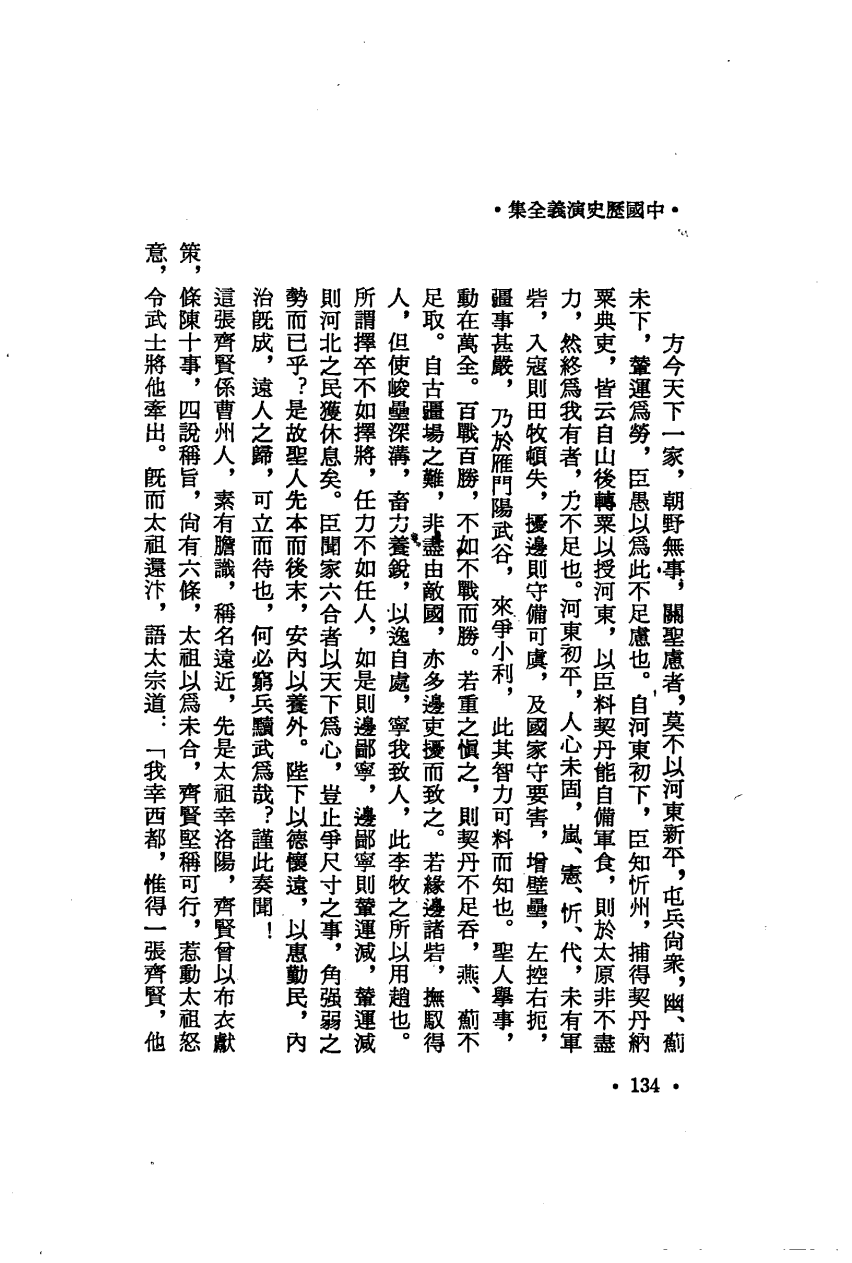 •中國歷史演義全集•
方今天下一家，朝野無事，關聖慮者，莫不以河東新平，屯兵尙衆，幽、薊
未下，輦運爲勞，臣愚以爲此不足慮也。自河東初下，臣知忻州，捕得契丹納
粟典吏，皆云自山後轉粟以授河東，以臣料契丹能自備軍食，則於太原非不盡
力，然終爲我有者，力不足也。河東初平，人心未固，嵐、憲、忻、代，未有軍
砦，入寇則田牧頓失，擾邊則守備可虞，及國家守要害，增壁壘，左控右扼，
疆事甚嚴，乃於雁門陽武谷，來爭小利，此其智力可料而知也。聖人舉事，
動在萬全。百戰百勝，不如不戰而勝。若重之愼之，則契丹不足吞，燕、薊不
足取。自古疆場之難，非盡由敵國，亦多邊吏擾而致之。若緣邊諸砦，撫馭得
人，但使峻壘深溝，畜力養銳，以逸自處，寧我致人，此李牧之所以用趙也。
所謂擇卒不如擇將，任力不如任人，如是則邊鄙寧，邊鄙寧則輦運減，輦運減
則河北之民獲休息矣。臣聞家六合者以天下爲心，豈止爭尺寸之事，角强弱之
勢而已乎？是故聖人先本而後末，安內以養外。陛下以德懷遠，以惠勤民，內
治旣成，遠人之歸，可立而待也，何必窮兵黷武爲哉？謹此奏聞！
這張齊賢係曹州人，素有膽識，稱名遠近，先是太祖幸洛陽，齊賢曾以布衣獻
策，條陳十事，四說稱旨，尙有六條，太祖以爲未合，齊賢堅稱可行，惹動太祖怒
意，令武士將他牽出。旣而太祖還汴，語太宗道：「我幸西都，惟得一張齊賢，他
•134•